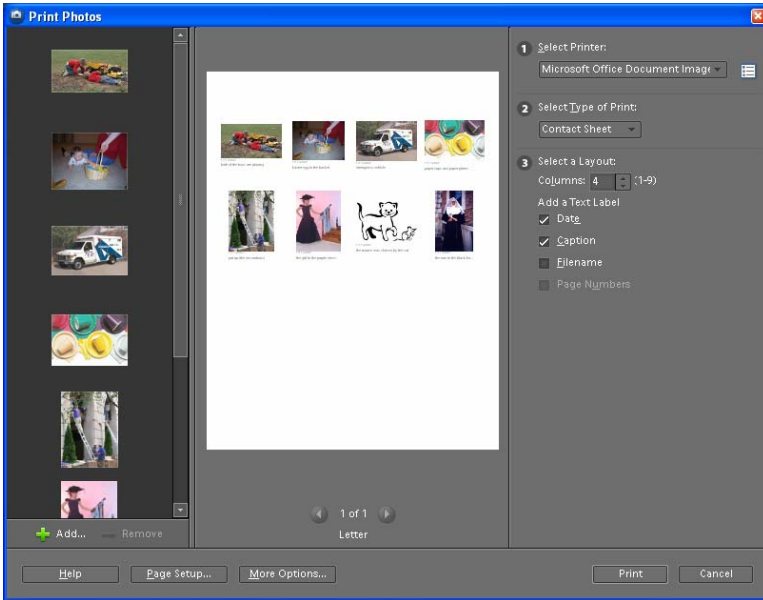 Print Photos
1 Select Printer:
Microsoft Office Document Image
2 Select Type of Print:
Contact Sheet
3 Select a Layout:
Columns: 4 (1-9)
Add a Text Label
Date
Caption
Filename
Page Numbers
1 of 1
Letter
Add... Remove
Help Page Setup... More Options... Print Cancel